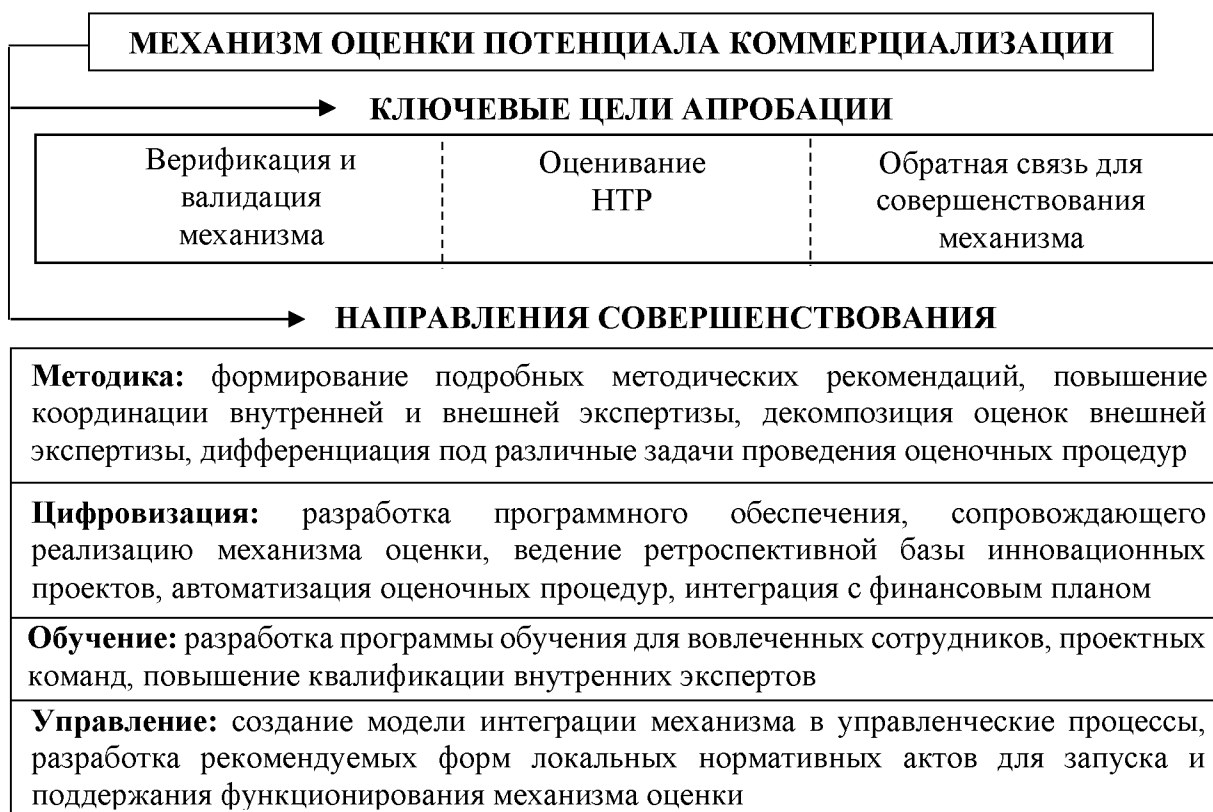 МЕХАНИЗМ ОЦЕНКИ ПОТЕНЦИАЛА КОММЕРЦИАЛИЗАЦИИ
КЛЮЧЕВЫЕ ЦЕЛИ АПРОБАЦИИ
Верификация и
валидация
механизма
Оценивание
НТР
Обратная связь для
совершенствования
механизма
НАПРАВЛЕНИЯ СОВЕРШЕНСТВОВАНИЯ
Методика: формирование подробных методических рекомендаций, повышение
координации внутренней и внешней экспертизы, декомпозиция оценок внешней
экспертизы, дифференциация под различные задачи проведения оценочных процедур
Цифровизация: разработка программного обеспечения, сопровождающего
реализацию механизма оценки, ведение ретроспективной базы инновационных
проектов, автоматизация оценочных процедур, интеграция с финансовым планом
Обучение: разработка программы обучения для вовлеченных сотрудников, проектных
команд, повышение квалификации внутренних экспертов
Управление: создание модели интеграции механизма в управленческие процессы,
разработка рекомендуемых форм локальных нормативных актов для запуска и
поддержания функционирования механизма оценки